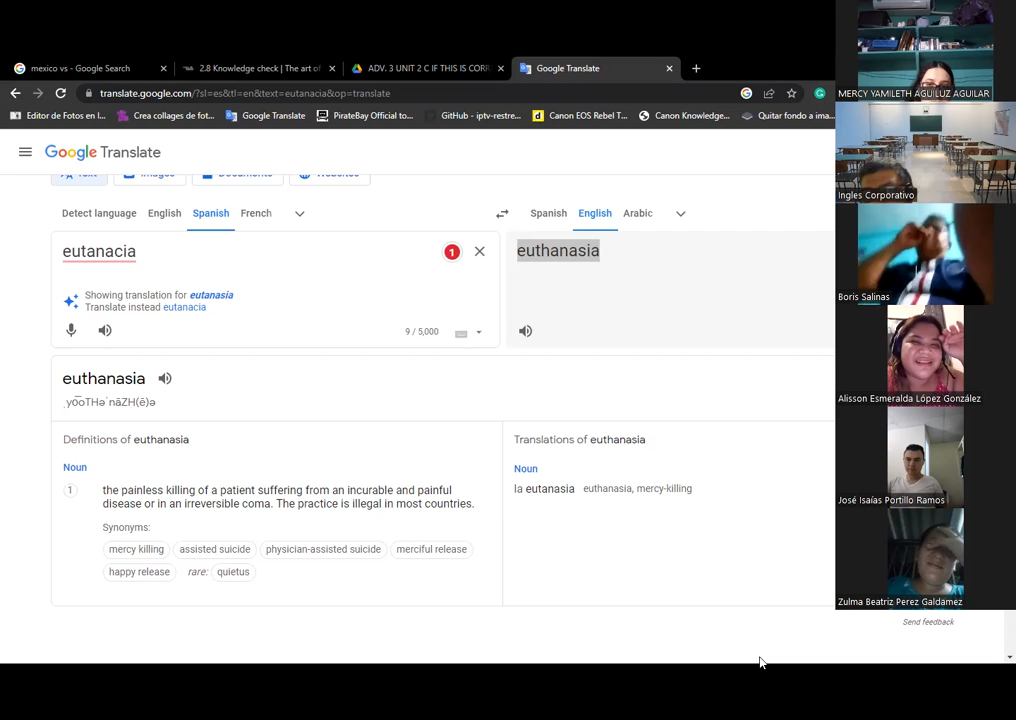 mexico vs - Google Search
2.8 Knowledge check | The art of
ADV. 3 UNIT 2 C IF THIS IS CORR
Google Translate
translate.google.com/?sl=es&tl=en&text=eutanacia&op=translate
Editor de Fotos en l...
Crea collages de fot...
Google Translate
PirateBay Official to...
GitHub - iptv-restre...
Canon EOS Rebel T...
Canon Knowledge...
Quitar fondo a ima...
Google Translate
Text
Images
Documents
Websites
Detect language
English
Spanish
French
Spanish
English
Arabic
eutanacia
1
euthanasia
Showing translation for eutanasia
Translate instead eutanacia
9 / 5,000
euthanasia
ˌyo͞oTHəˈnāZH(ē)ə
Definitions of euthanasia
Noun
1
the painless killing of a patient suffering from an incurable and painful
disease or in an irreversible coma. The practice is illegal in most countries.
Synonyms:
mercy killing
assisted suicide
physician-assisted suicide
merciful release
happy release
rare:
quietus
Translations of euthanasia
Noun
la eutanasia
euthanasia, mercy-killing
Send feedback
MERCY YAMILETH AGUILUZ AGUILAR
Ingles Corporativo
Boris Salinas
Alisson Esmeralda López González
José Isaías Portillo Ramos
Zulma Beatriz Perez Galdámez